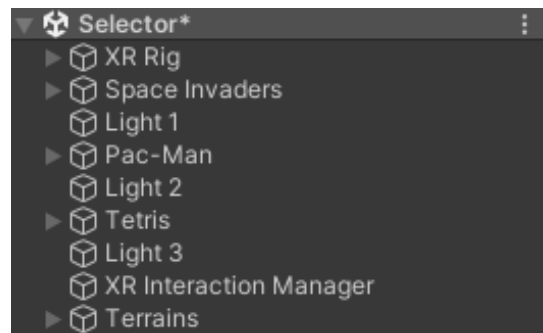 Selector*
XR Rig
Space Invaders
Light 1
Pac-Man
Light 2
Tetris
Light 3
XR Interaction Manager
Terrains